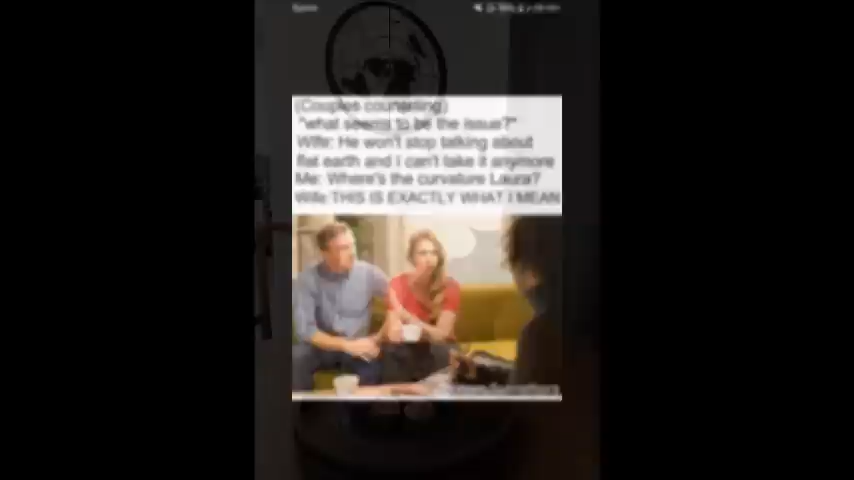 (Couples counseling)
"what seems to be the issue?"
Wife: He won't stop talking about
flat earth and I can't take it anymore
Me: Where's the curvature Laura?
Wife:THIS IS EXACTLY WHAT I MEAN